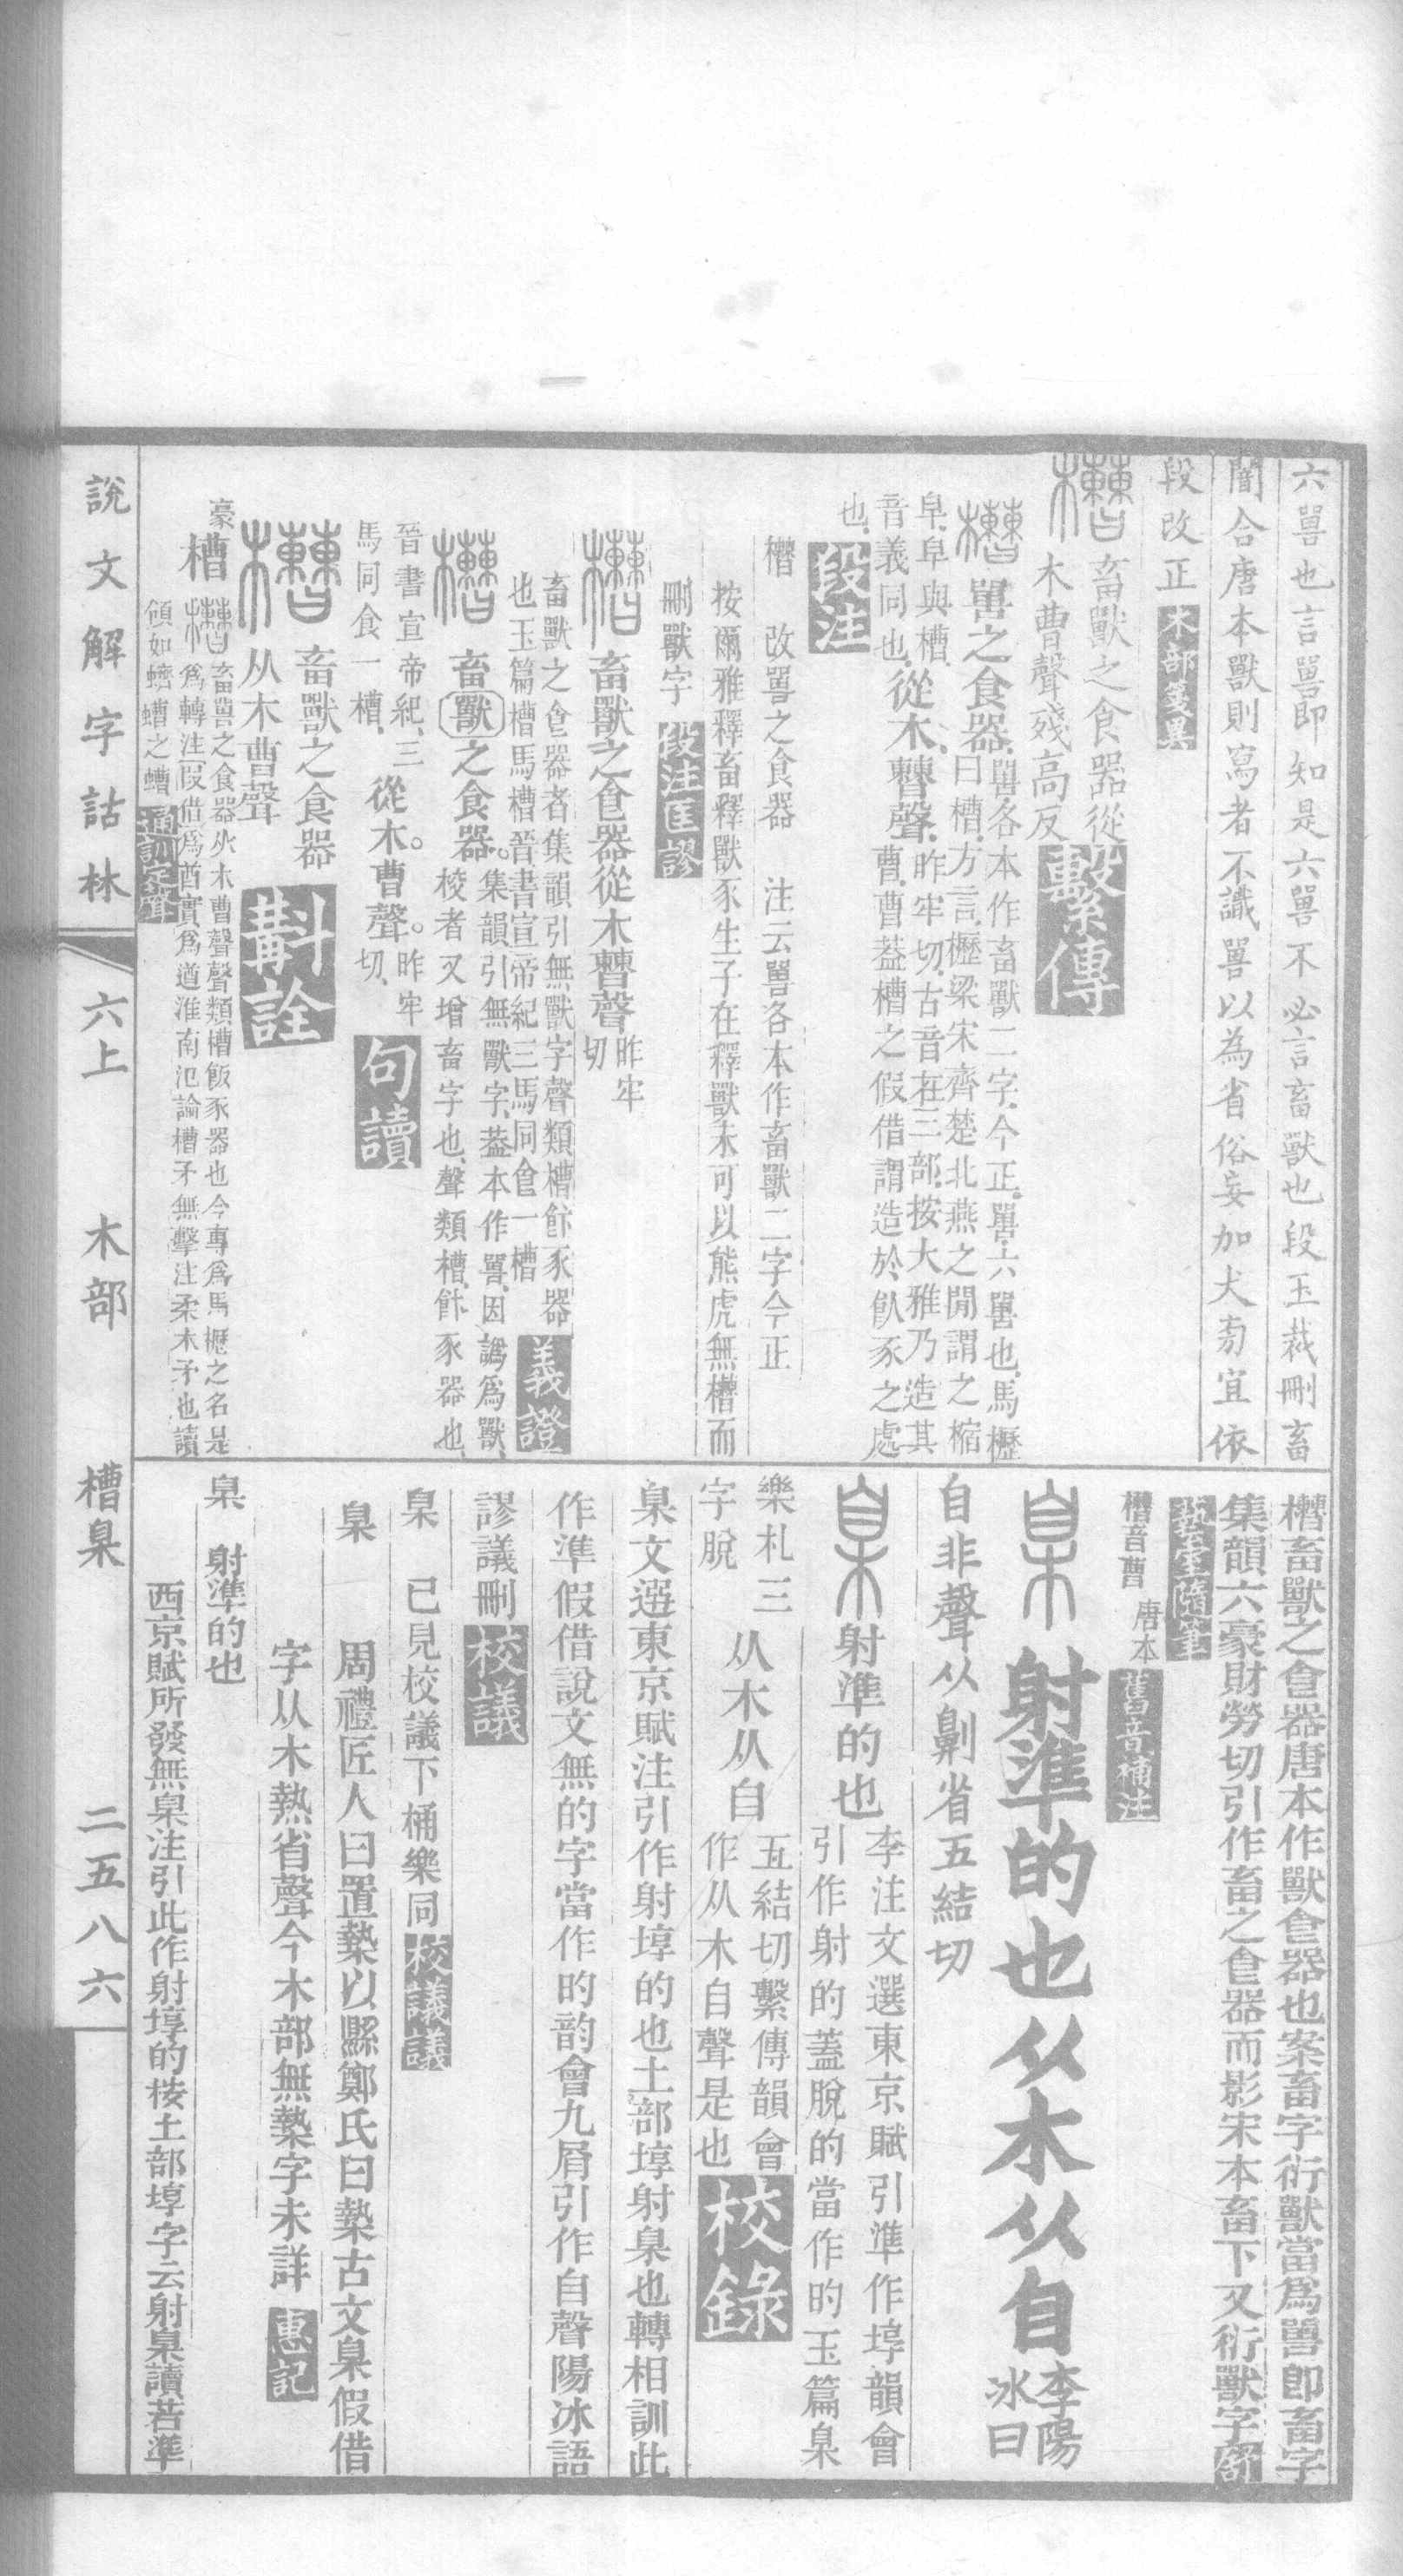 六嘼也言嘼即知是六嘼不必言畜獸也段玉裁刪畜
闇合唐本獸則寫者不識嘼以為省俗妄加犬旁宜依
段改正 木部箋異
畜獸之食器從
木曹聲殘高反 繫傳
嘼之食器
嘼各本作畜獸二字今正嘼六嘼也馬櫪
曰槽方言櫪梁宋齊楚北燕之閒謂之樎
皁皁與槽
音義同也
從木𣍘聲
昨牢切古音在三部按大雅乃造其
曹曹葢槽之假借謂造於飤豕之處
也 段注
槽 改嘼之食器 注云嘼各本作畜獸二字今正
按爾雅釋畜釋獸豕生子在釋獸未可以熊虎無槽而
刪獸字 段注匡謬
畜獸之食器從木𣍘聲
昨牢
切
畜獸之食器者集韻引無獸字聲類槽飤豕器
也玉篇槽馬槽晉書宣帝紀三馬同食一槽 義證
畜獸之食器
集韻引無獸字葢本作嘼因譌爲獸
校者又增畜字也聲類槽飤豕器也
晉書宣帝紀三
馬同食一槽
從木曹聲
昨牢
切
句讀
畜獸之食器
从木曹聲 斠詮
豪
槽
畜嘼之食器从木曹聲聲類槽飯豕器也今專爲馬櫪之名是
爲轉注假借爲酋實爲遒淮南氾論槽矛無擊注柔木矛也讀
領如蠐螬之螬 通訓定聲
槽畜獸之食器唐本作獸食器也案畜字衍獸當爲嘼卽畜字
集韻六豪財勞切引作畜之食器而影宋本畜下又衍獸字 舒
蓺室隨筆
槽音曹 唐本 舊音補注
射準的也从木从自
李陽
冰曰
自非聲从劓省五結切
射準的也
李注文選東京賦引準作埻韻會
引作射的蓋脫的當作旳玉篇臬
樂札三
字脫
从木从自
五結切繫傳韻會
作从木自聲是也
校錄
臬文選東京賦注引作射埻的也土部埻射臬也轉相訓此
作準假借說文無的字當作旳韵會九屑引作自聲陽冰語
謬議刪 校議
臬 已見校議下桶樂同 校議議
臬 周禮匠人曰置槷以縣鄭氏曰槷古文臬假借
字从木熱省聲今木部無槷字未詳 惠記
臬 射準的也
西京賦所發無臬注引此作射埻的按土部埻字云射臬讀若準
說文解字詁林 六上 木部 槽臬 二五八六